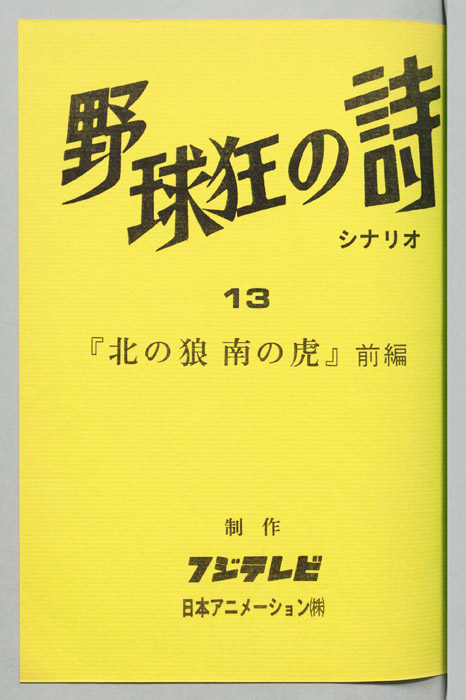 野球狂の詩
シナリオ
13
『北の狼 南の虎』前編
制作
フジテレビ
日本アニメーション㈱